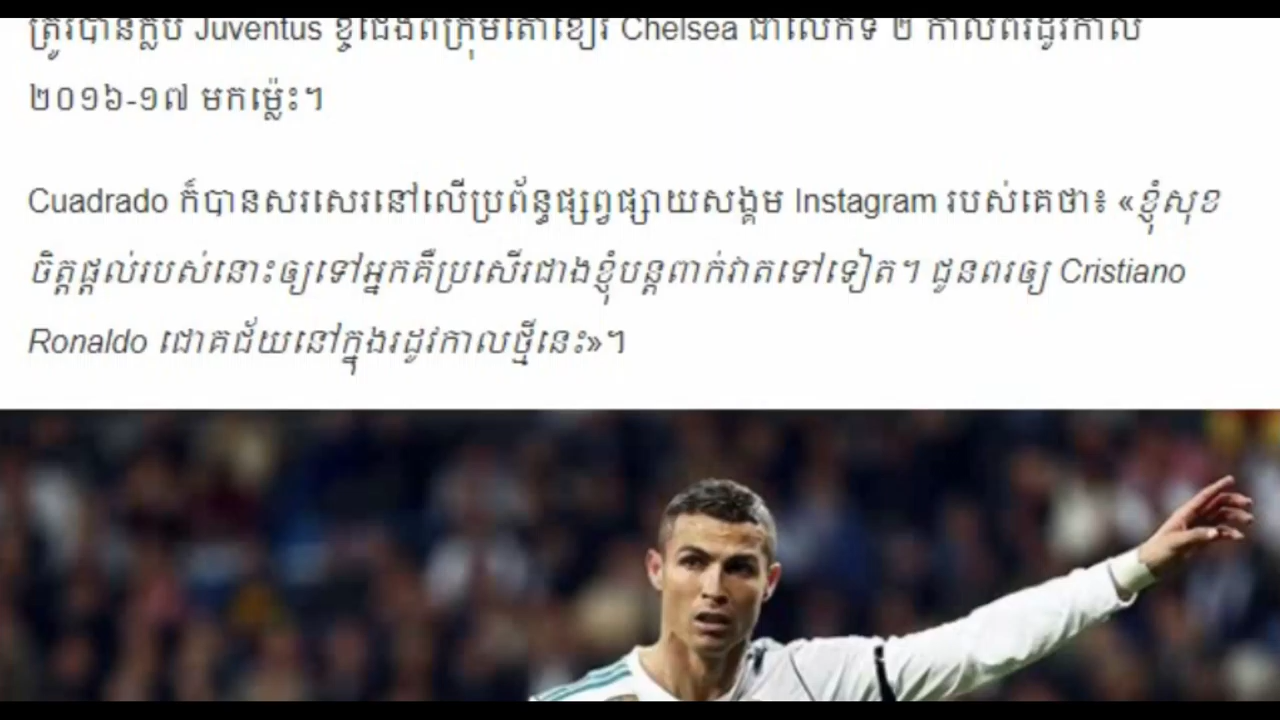 ត្រូវបានក្លិប Juventus ខ្ចីជើងពីក្រុមតោខៀវ Chelsea ជាលើកទី ២ កាលពីរដូវកាល
២០១៦-១៧ មកម្ល៉េះ។
Cuadrado ក៏បានសរសេរនៅលើប្រព័ន្ធផ្សព្វផ្សាយសង្គម Instagram របស់គេថា៖ «ខ្ញុំសុខ
ចិត្តផ្តល់របស់នោះឲ្យទៅអ្នកគឺប្រសើរជាងខ្ញុំបន្តពាក់វាតទៅទៀត។ ជូនពរឲ្យ Cristiano
Ronaldo ជោគជ័យនៅក្នុងរដូវកាលថ្មីនេះ»។